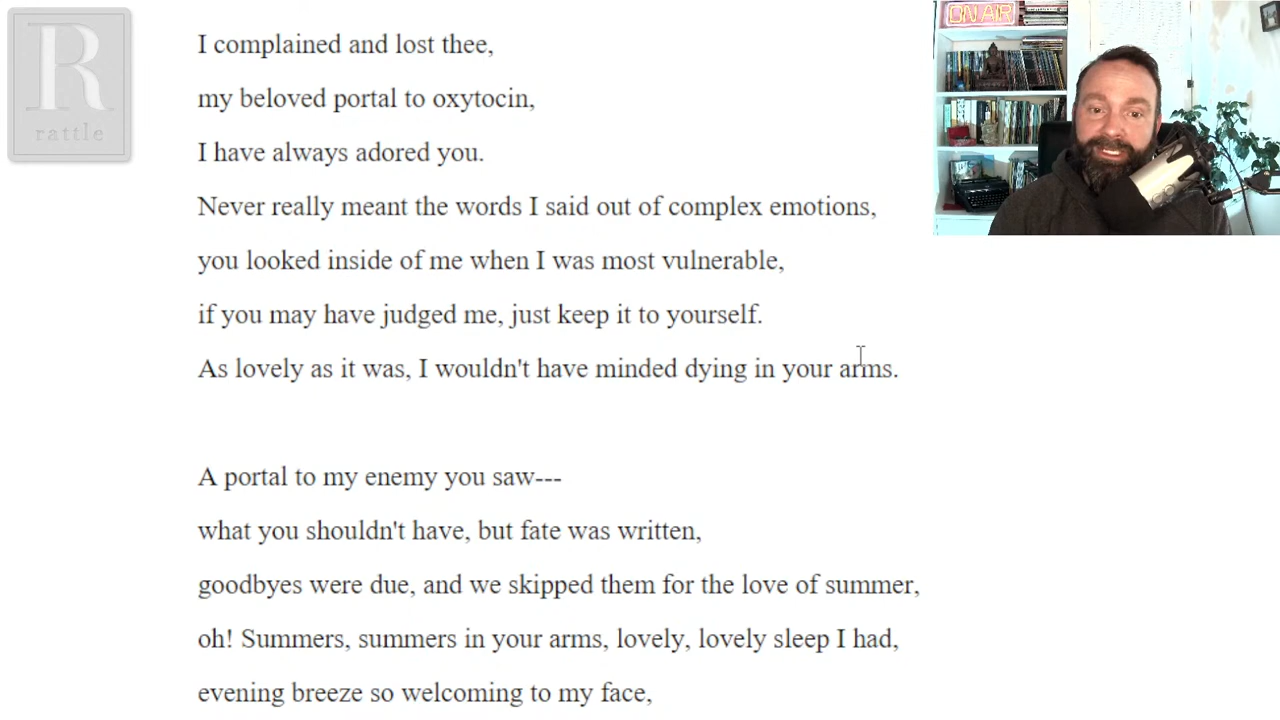 R
rattle
ON AIR
I complained and lost thee,
my beloved portal to oxytocin,
I have always adored you.
Never really meant the words I said out of complex emotions,
you looked inside of me when I was most vulnerable,
if you may have judged me, just keep it to yourself.
As lovely as it was, I wouldn't have minded dying in your arms.
A portal to my enemy you saw---
what you shouldn't have, but fate was written,
goodbyes were due, and we skipped them for the love of summer,
oh! Summers, summers in your arms, lovely, lovely sleep I had,
evening breeze so welcoming to my face,